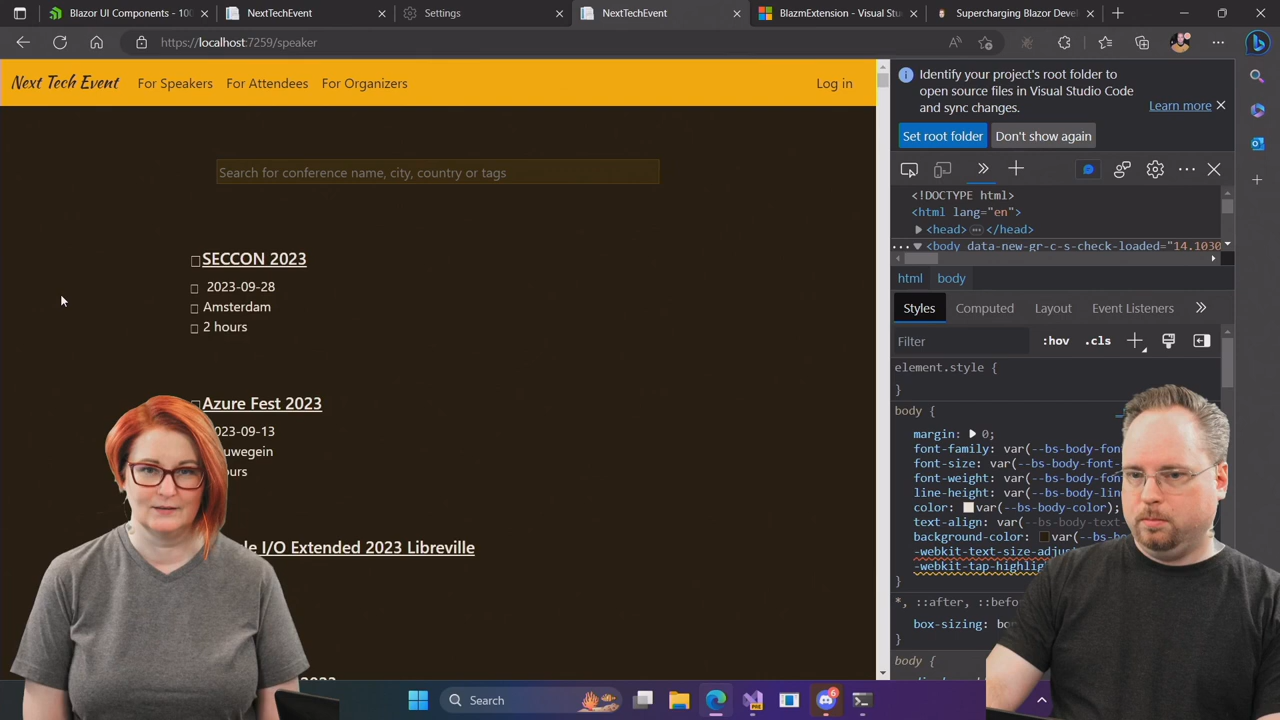 Blazor UI Components - 10
NextTechEvent
Settings
NextTechEvent
BlazmExtension - Visual Stu
Supercharging Blazor Devel
https://localhost:7259/speaker
Next Tech Event
For Speakers
For Attendees
For Organizers
Log in
Search for conference name, city, country or tags
SECCON 2023
2023-09-28
Amsterdam
2 hours
Azure Fest 2023
2023-09-13
uwegein
ours
I/O Extended 2023 Libreville
2023
Identify your project's root folder to
open source files in Visual Studio Code
and sync changes.
Learn more
Set root folder
Don't show again
<!DOCTYPE html>
<html lang="en">
<head> ... </head>
... <body data-new-gr-c-s-check-loaded="14.1030
html
body
Styles
Computed
Layout
Event Listeners
Filter
:hov
.cls
element.style {
}
body {
margin: 0;
font-family: var(--bs-body-fon
font-size: var(--bs-body-font-
font-weight: var(--bs-body-
line-height: var(--bs-body-li
color: var(--bs-body-color);
text-align: var(--bs-body-text
background-color: var(--bs-
-webkit-text-size-adju
-webkit-tap-highlig
}
*, ::after, ::befo
box-sizing: bo
}
body {
Search
6